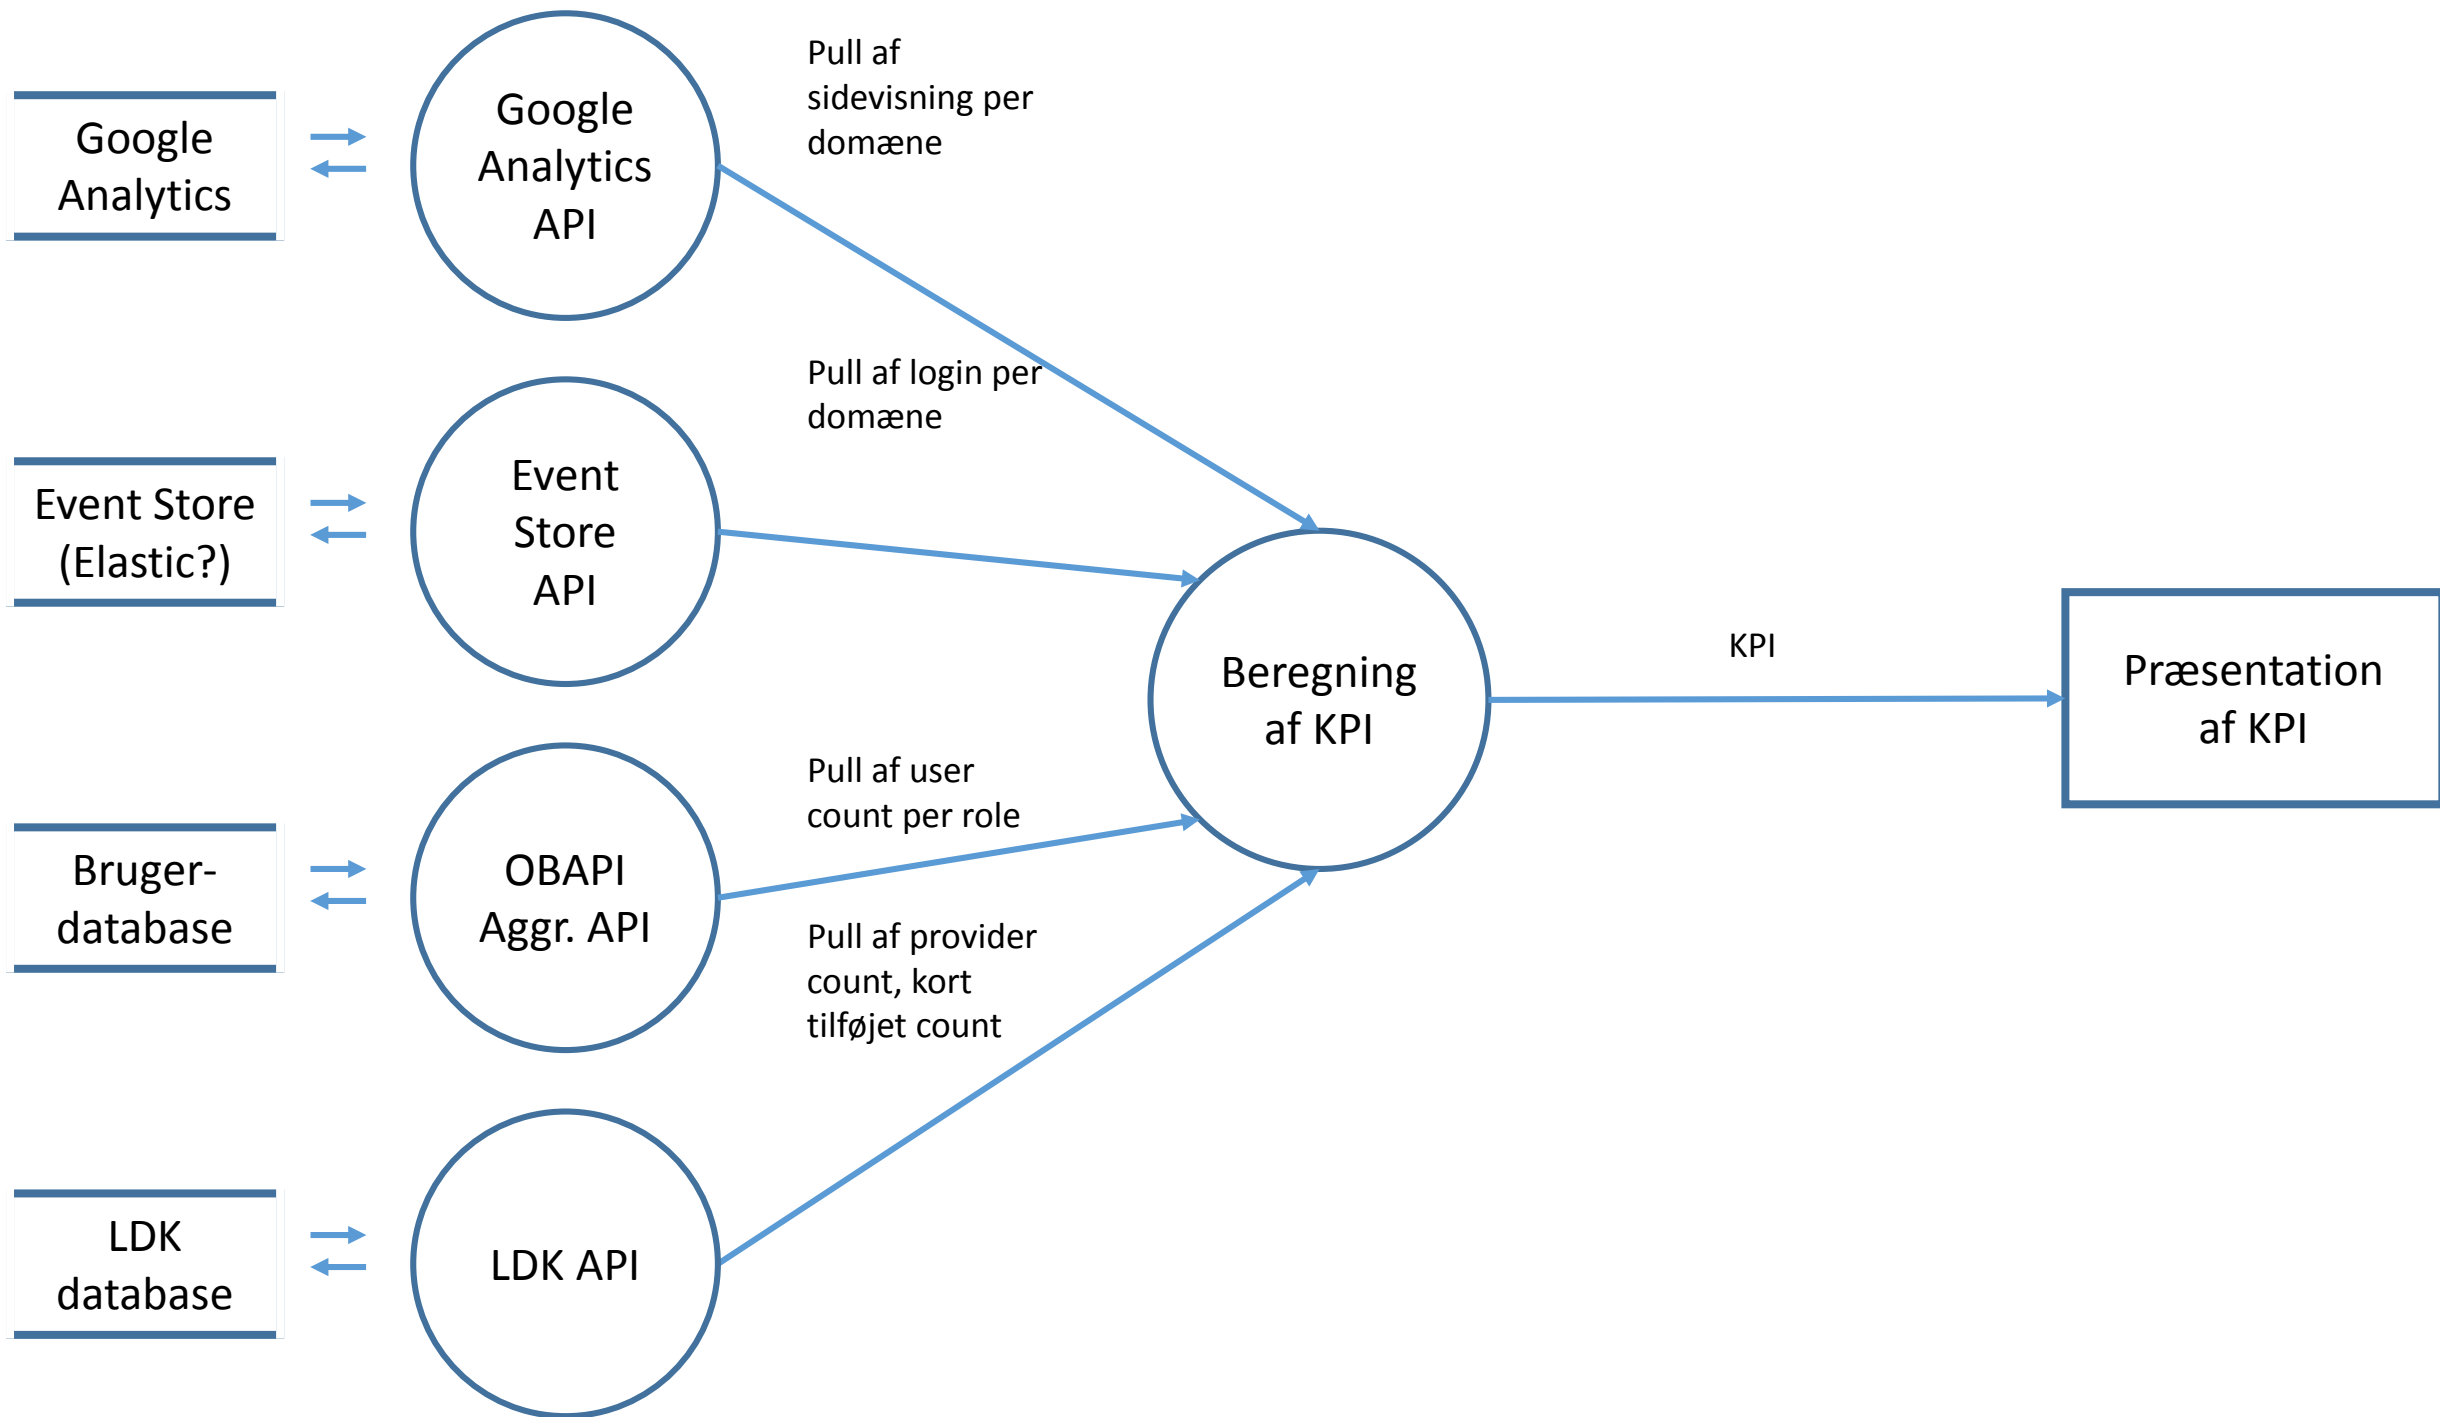 Google
Analytics
Google
Analytics
API
Pull af
sidevisning per
domæne
Event Store
(Elastic?)
Event
Store
API
Pull af login per
domæne
Bruger-
database
OBAPI
Aggr. API
Pull af user
count per role
LDK
database
LDK API
Pull af provider
count, kort
tilføjet count
Beregning
af KPI
KPI
Præsentation
af KPI